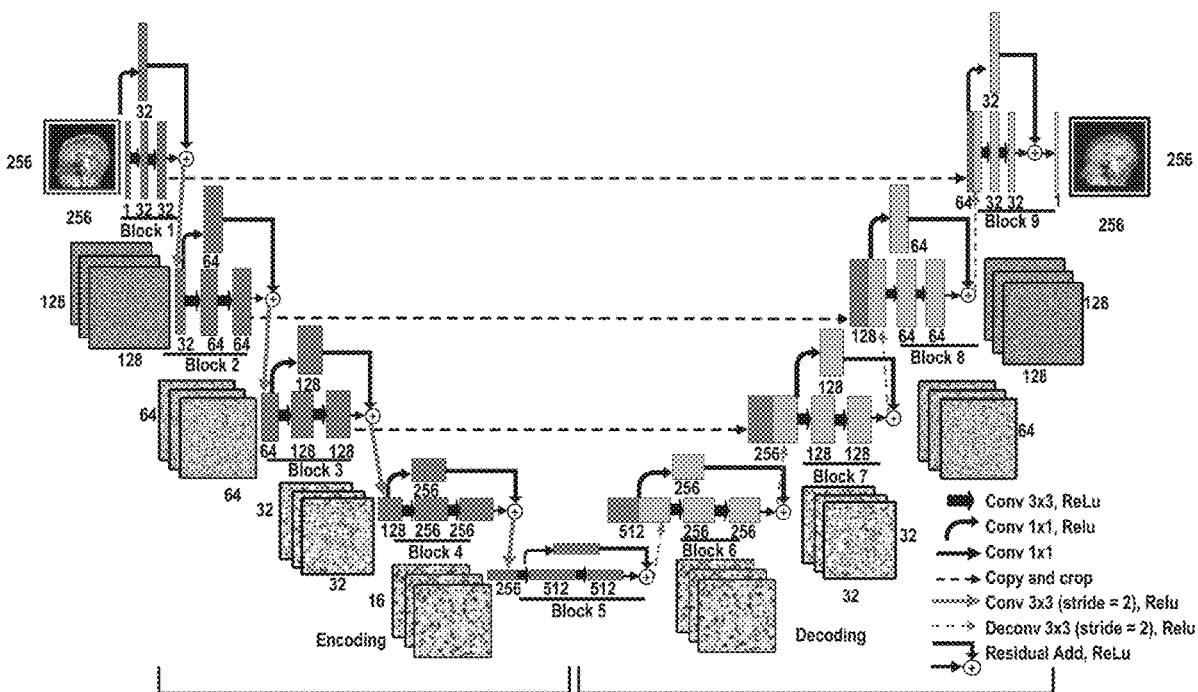 32
32
256
256
256
256
1 32 32
Block 1
64 32 32
1
Block 9
64
64
128
128
32 64 64
Block 2
128 64 64
Block 8
128
128
128
128
64
64
64 128 128
Block 3
256 128 128
Block 7
64
64
256
256
32
32
128 256 256
Block 4
512 256 256
Block 6
32
32
16
256 512 512
Block 5
Encoding
Decoding
Conv 3x3, ReLu
Conv 1x1, Relu
Conv 1x1
Copy and crop
Conv 3x3 (stride = 2), Relu
Deconv 3x3 (stride = 2), Relu
Residual Add, ReLu